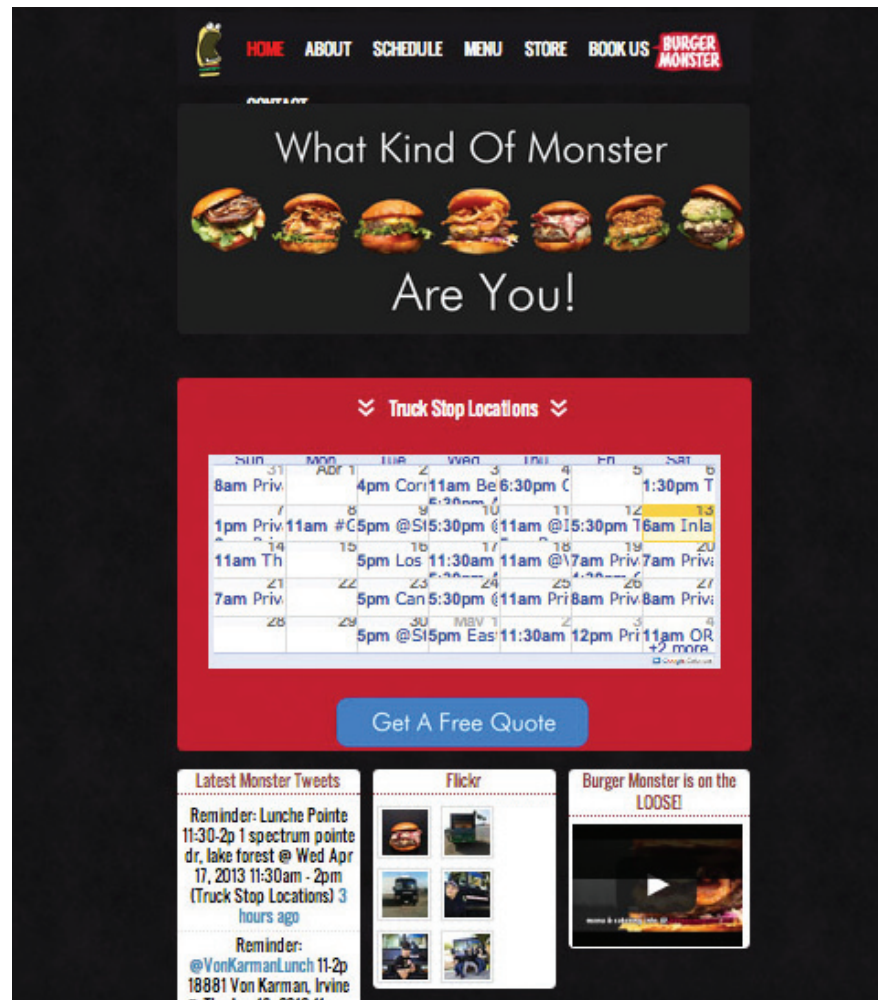 HOME ABOUT SCHEDULE MENU STORE BOOK US BURGER MONSTER
CONTACT
What Kind Of Monster
Are You!
Truck Stop Locations
Sun Mon Tue Wed Thu Fri Sat
31 Apr 1 2 3 4 5 6
8am Priv 4pm Corr 11am Be 6:30pm C 1:30pm T
7 8 9 10 11 12 13
1pm Priv 11am #C 5pm @St 5:30pm 11am @I 5:30pm T 6am Inla
14 15 16 17 18 19 20
11am Th 5pm Los 11:30am 11am @V 7am Priv 7am Priva
21 22 23 24 25 26 27
7am Priv 5pm Can 5:30pm @ 11am Pri 8am Priv 8am Priva
28 29 30 May 1 2 3 4
5pm @St 5pm East 11:30am 12pm Pri 11am OR
+2 more
Google Calendar
Get A Free Quote
Latest Monster Tweets
Reminder: Lunche Pointe
11:30-2p 1 spectrum pointe
dr, lake forest @ Wed Apr
17, 2013 11:30am - 2pm
(Truck Stop Locations) 3
hours ago
Reminder:
@VonKarmanLunch 11-2p
18881 Von Karman, Irvine
Flickr
Burger Monster is on the
LOOSE!